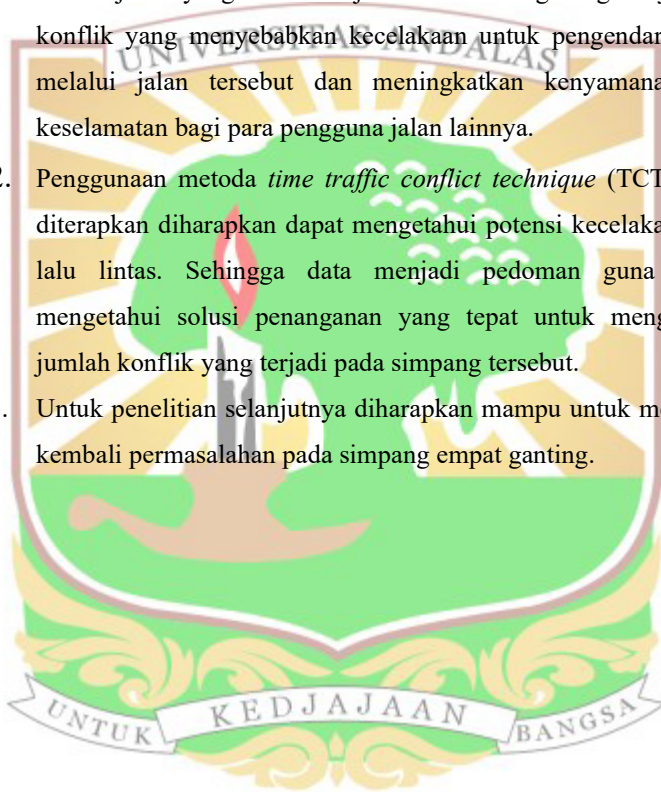 yang
konflik yang menyebabkan kecelakaan untuk pengendar
UNIVERSITAS ANDALAS
melalui jalan tersebut dan meningkatkan kenyamana
keselamatan bagi para pengguna jalan lainnya.
2. Penggunaan metoda time traffic conflict technique (TCT
diterapkan diharapkan dapat mengetahui potensi kecelaka
lalu lintas. Sehingga data menjadi pedoman guna
mengetahui solusi penanganan yang tepat untuk meng
jumlah konflik yang terjadi pada simpang tersebut.
. Untuk penelitian selanjutnya diharapkan mampu untuk me
kembali permasalahan pada simpang empat ganting.
UNTUK KEDJAJAAN BANGSA